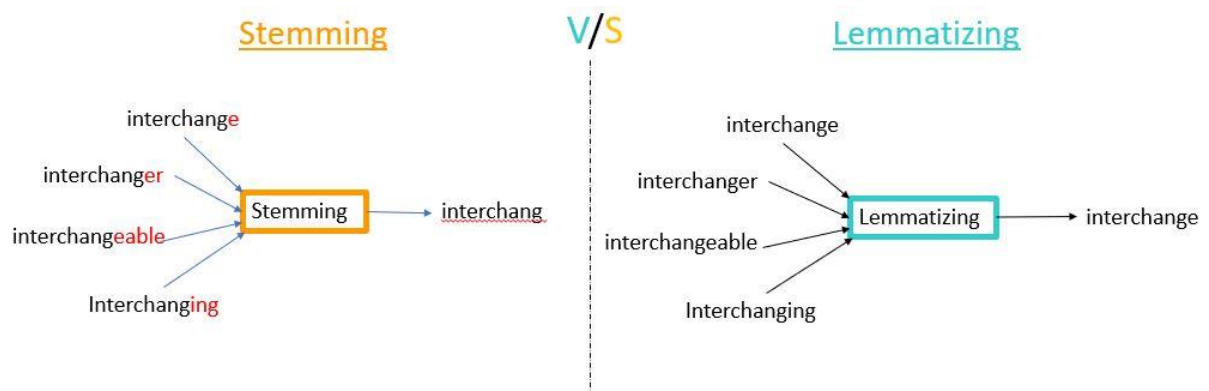 Stemming
V/S
Lemmatizing
interchange
interchanger
interchangeable
Interchanging
Stemming
interchang
interchange
interchanger
interchangeable
Interchanging
Lemmatizing
interchange